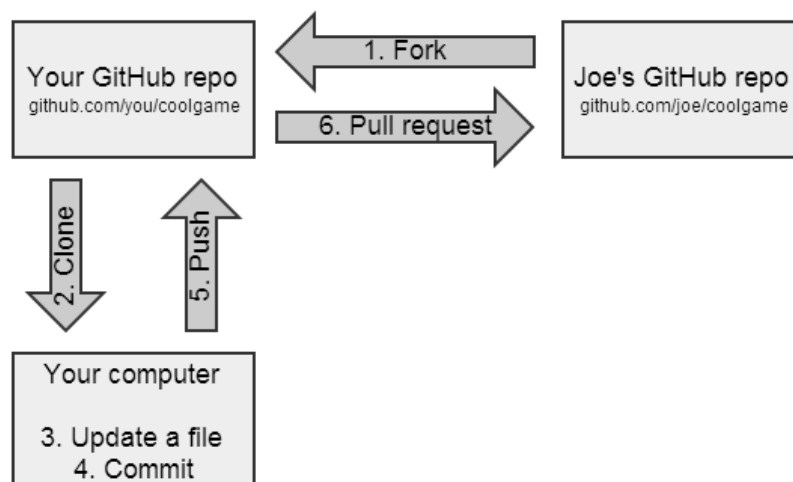 1. Fork
Your GitHub repo
github.com/you/coolgame
Joe's GitHub repo
github.com/joe/coolgame
6. Pull request
2. Clone
5. Push
Your computer
3. Update a file
4. Commit